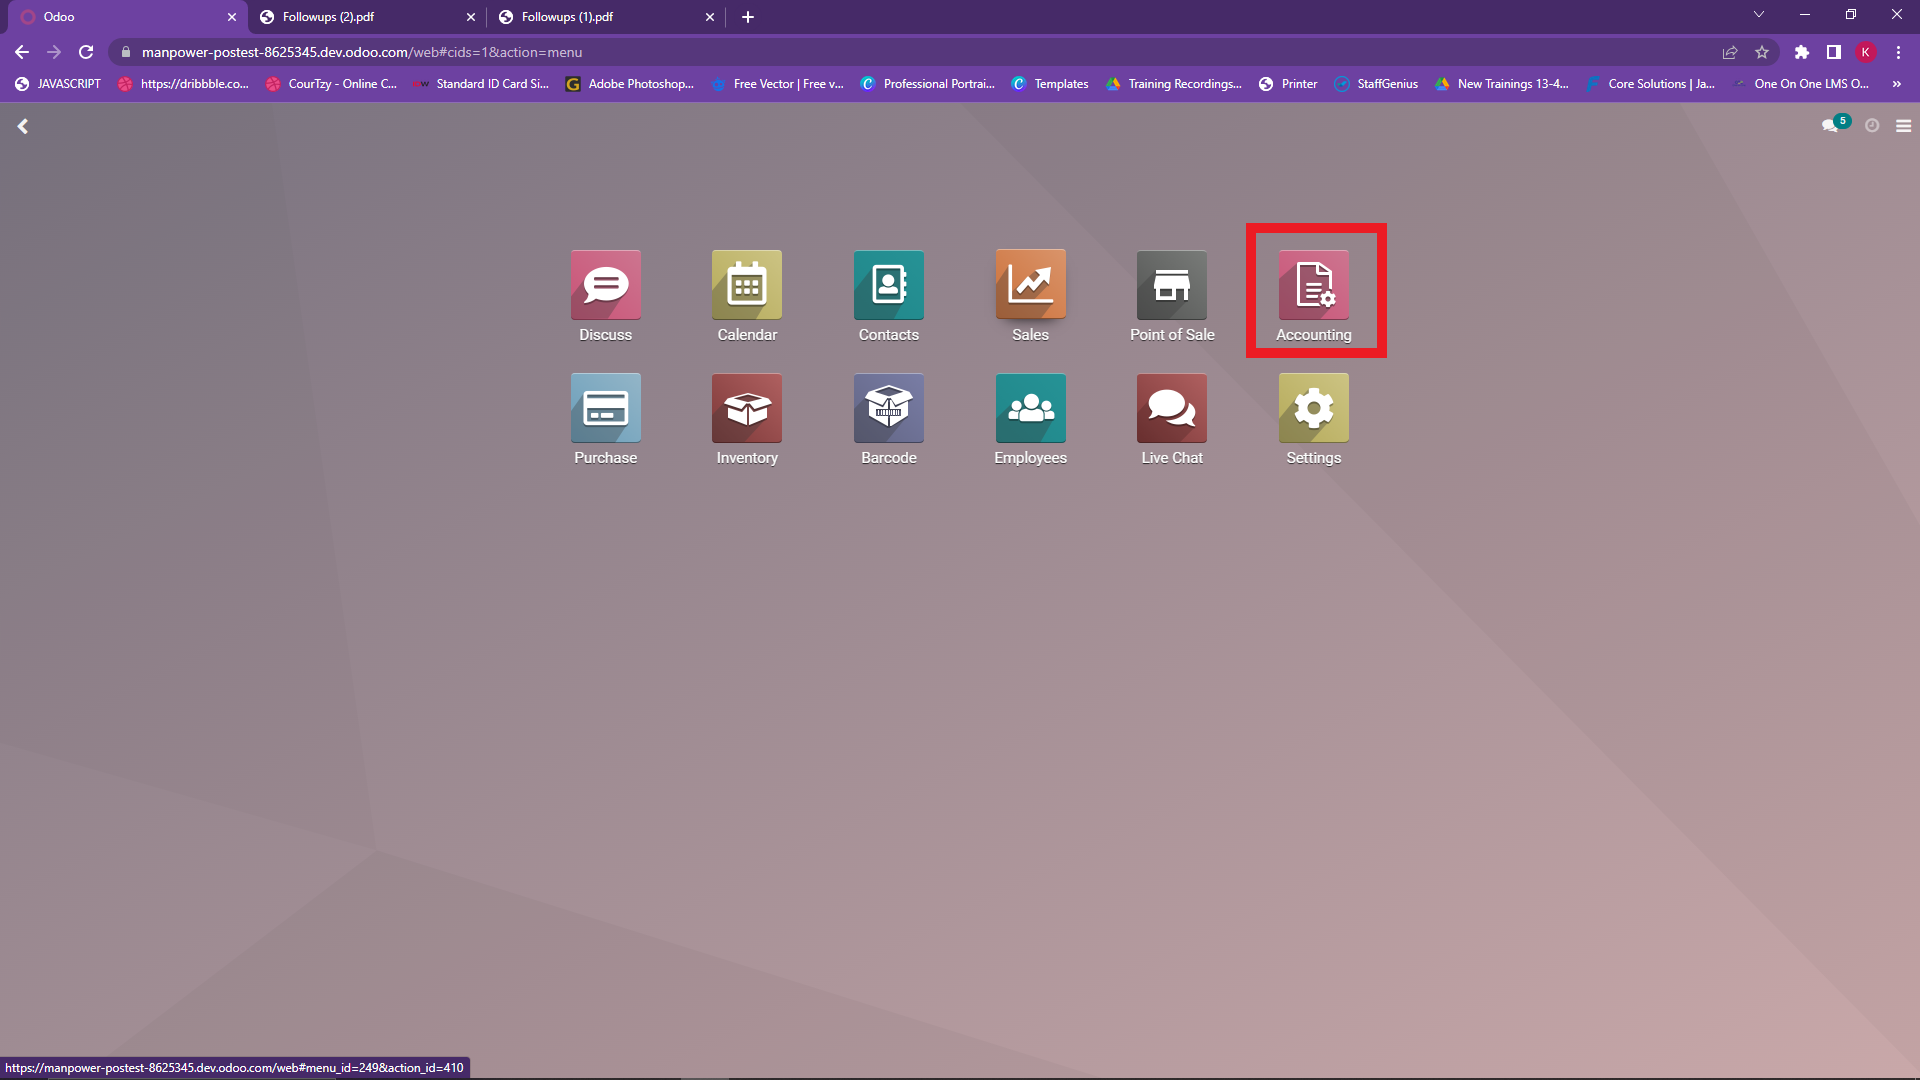 Odoo
Followups (2).pdf
Followups (1).pdf
manpower-postest-8625345.dev.odoo.com/web#cids=1&action=menu
K
JAVASCRIPT
https://dribbble.co...
CourTzy - Online C...
Standard ID Card Si...
Adobe Photoshop...
Free Vector | Free v...
Professional Portrai...
Templates
Training Recordings...
Printer
StaffGenius
New Trainings 13-4...
Core Solutions | Ja...
One On One LMS O...
5
Discuss
Calendar
Contacts
Sales
Point of Sale
Accounting
Purchase
Inventory
Barcode
Employees
Live Chat
Settings
https://manpower-postest-8625345.dev.odoo.com/web#menu_id=249&action_id=410